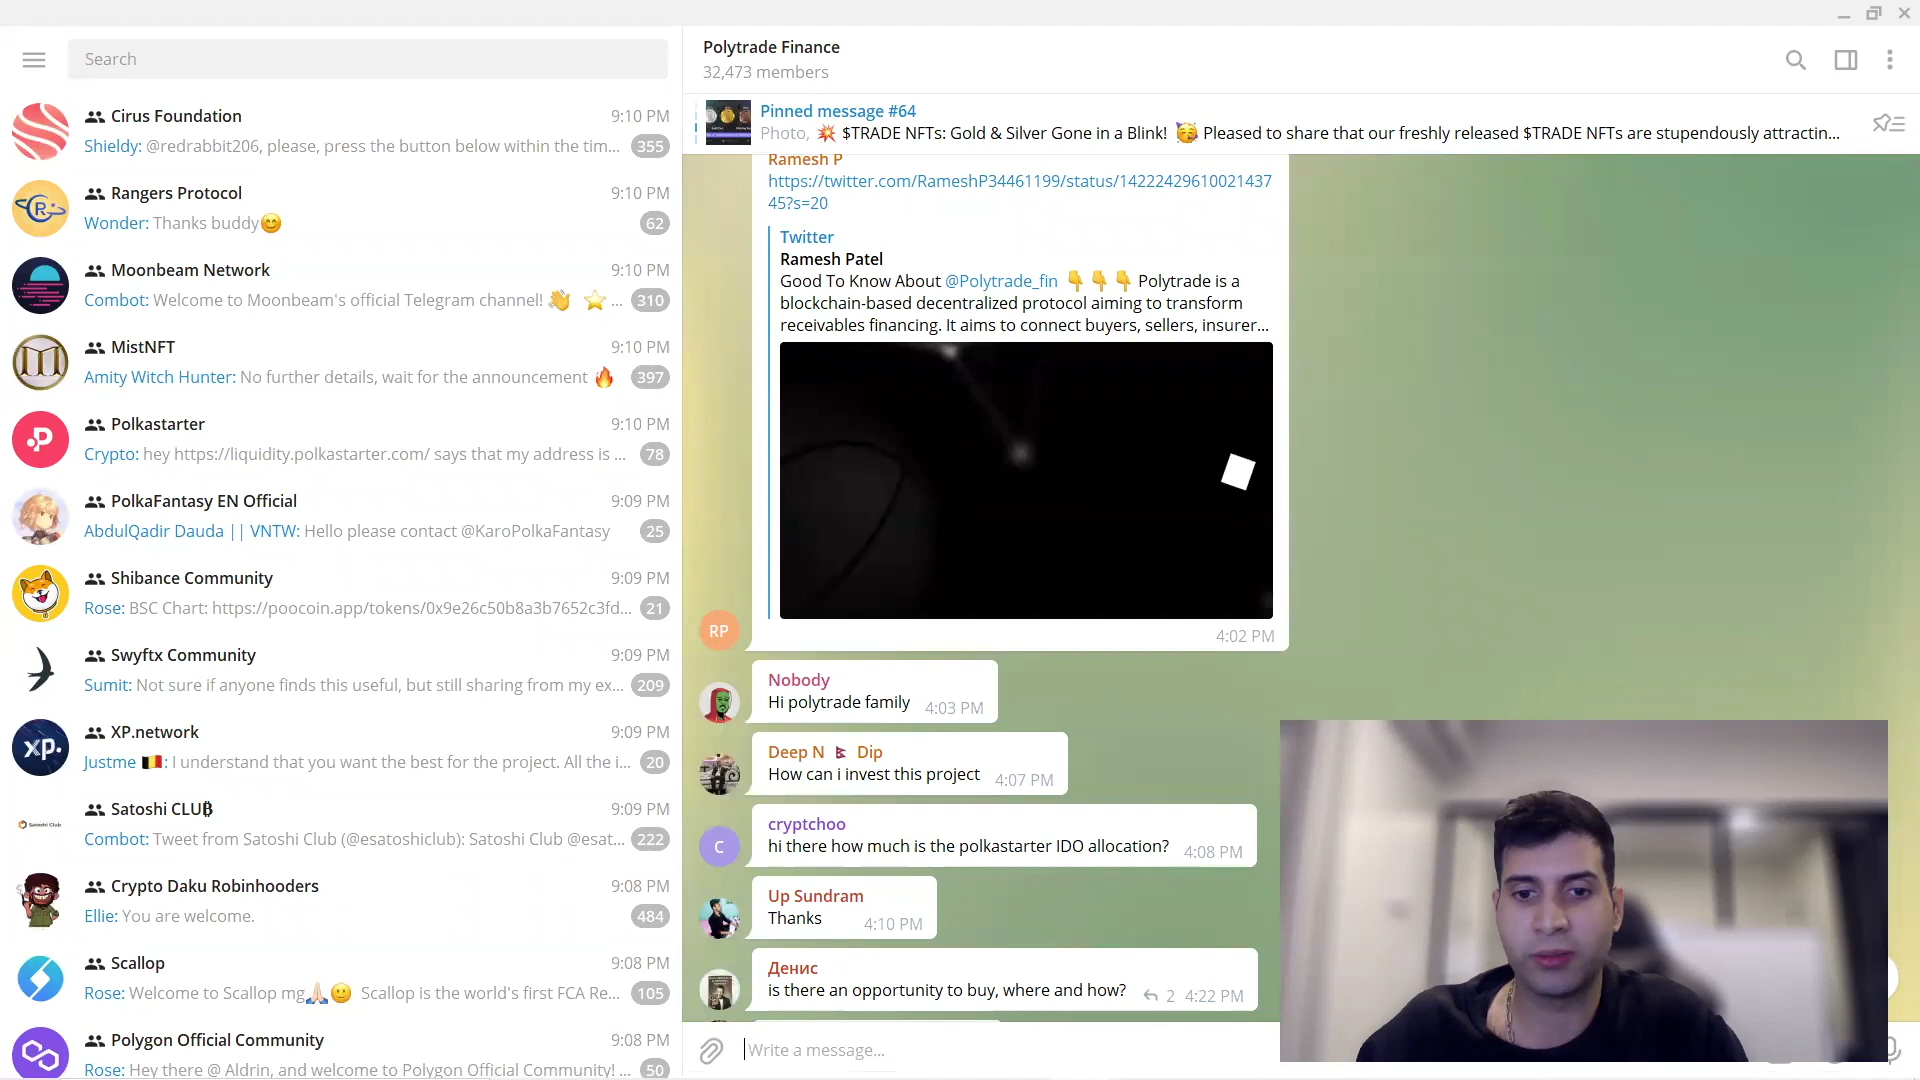 Search
Cirus Foundation
9:10 PM
Shieldy: @redrabbit206, please, press the button below within the tim...
355
Rangers Protocol
9:10 PM
Wonder: Thanks buddy😊
62
Moonbeam Network
9:10 PM
Combot: Welcome to Moonbeam's official Telegram channel! 👋 ⭐ ...
310
MistNFT
9:10 PM
Amity Witch Hunter: No further details, wait for the announcement 🔥
397
Polkastarter
9:10 PM
Crypto: hey https://liquidity.polkastarter.com/ says that my address is ...
78
PolkaFantasy EN Official
9:09 PM
AbdulQadir Dauda || VNTW: Hello please contact @KaroPolkaFantasy
25
Shibance Community
9:09 PM
Rose: BSC Chart: https://poocoin.app/tokens/0x9e26c50b8a3b7652c3fd...
21
Swyftx Community
9:09 PM
Sumit: Not sure if anyone finds this useful, but still sharing from my ex...
209
xp.
XP.network
9:09 PM
Justme 🇧🇪: I understand that you want the best for the project. All the i...
20
Satoshi Club
Satoshi CLU₿
9:09 PM
Combot: Tweet from Satoshi Club (@esatoshiclub): Satoshi Club @esat...
222
Crypto Daku Robinhooders
9:08 PM
Ellie: You are welcome.
484
Scallop
9:08 PM
Rose: Welcome to Scallop mg🙏🏻🙂 Scallop is the world's first FCA Re...
105
Polygon Official Community
9:08 PM
Rose: Hey there @ Aldrin, and welcome to Polygon Official Community! ...
50
Polytrade Finance
32,473 members
Pinned message #64
Photo, 💥 $TRADE NFTs: Gold & Silver Gone in a Blink! 🥳 Pleased to share that our freshly released $TRADE NFTs are stupendously attractin...
Ramesh P
https://twitter.com/RameshP34461199/status/14222429610021437
45?s=20
Twitter
Ramesh Patel
Good To Know About @Polytrade_fin 👇 👇 👇 Polytrade is a
blockchain-based decentralized protocol aiming to transform
receivables financing. It aims to connect buyers, sellers, insurer...
RP
4:02 PM
Nobody
Hi polytrade family
4:03 PM
Deep N 🇳🇵 Dip
How can i invest this project
4:07 PM
C
cryptchoo
hi there how much is the polkastarter IDO allocation?
4:08 PM
Up Sundram
Thanks
4:10 PM
Денис
is there an opportunity to buy, where and how?
2 4:22 PM
Write a message...